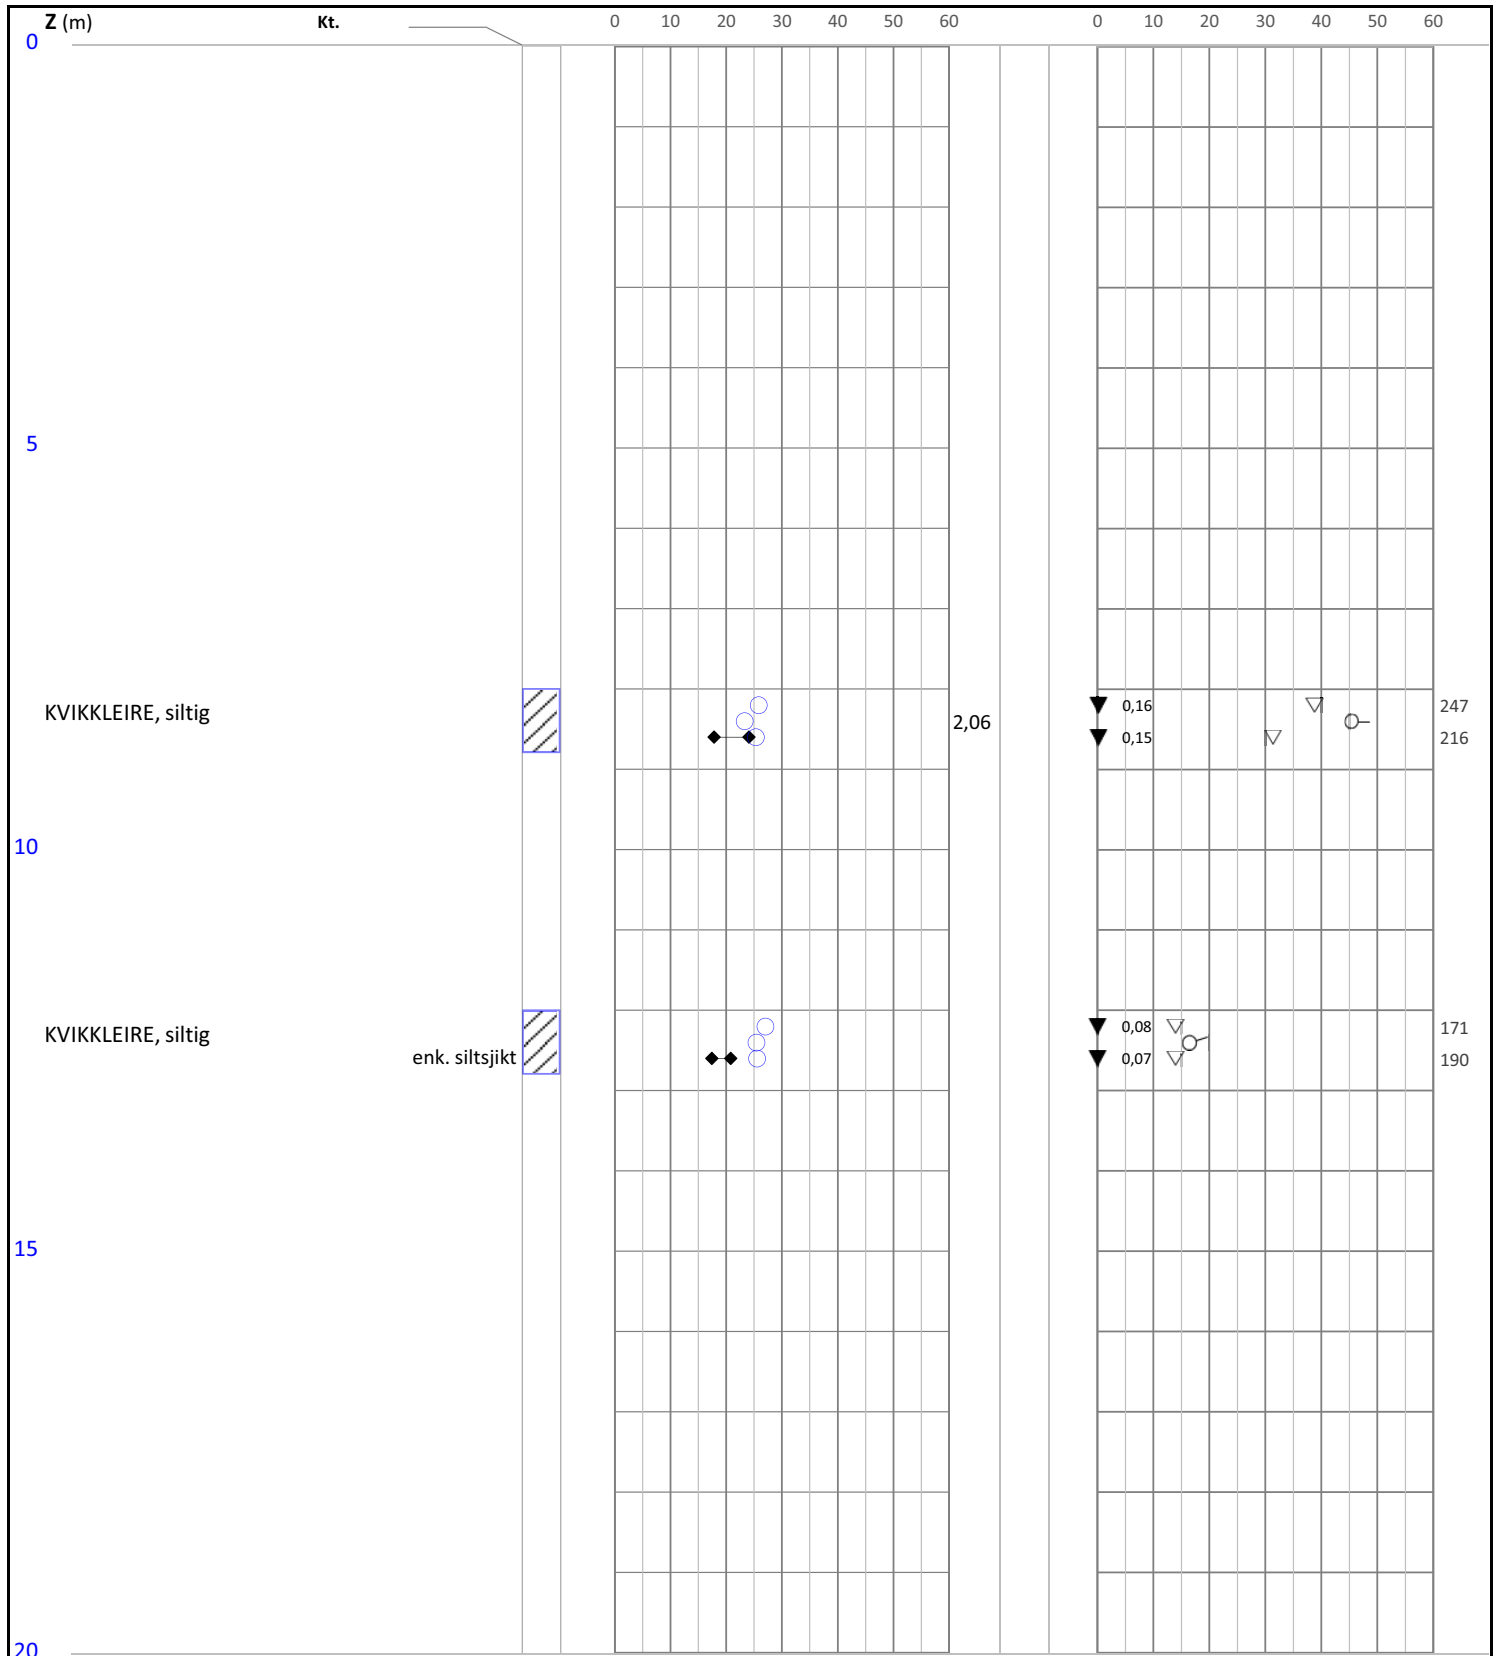 Z (m) Kt. 0 10 20 30 40 50 60 0 10 20 30 40 50 60
0
5
KVIKKLEIRE, siltig 0,16 247
2,06
0,15 216
10
KVIKKLEIRE, siltig 0,08 171
enk. siltsjikt 0,07 190
15
20